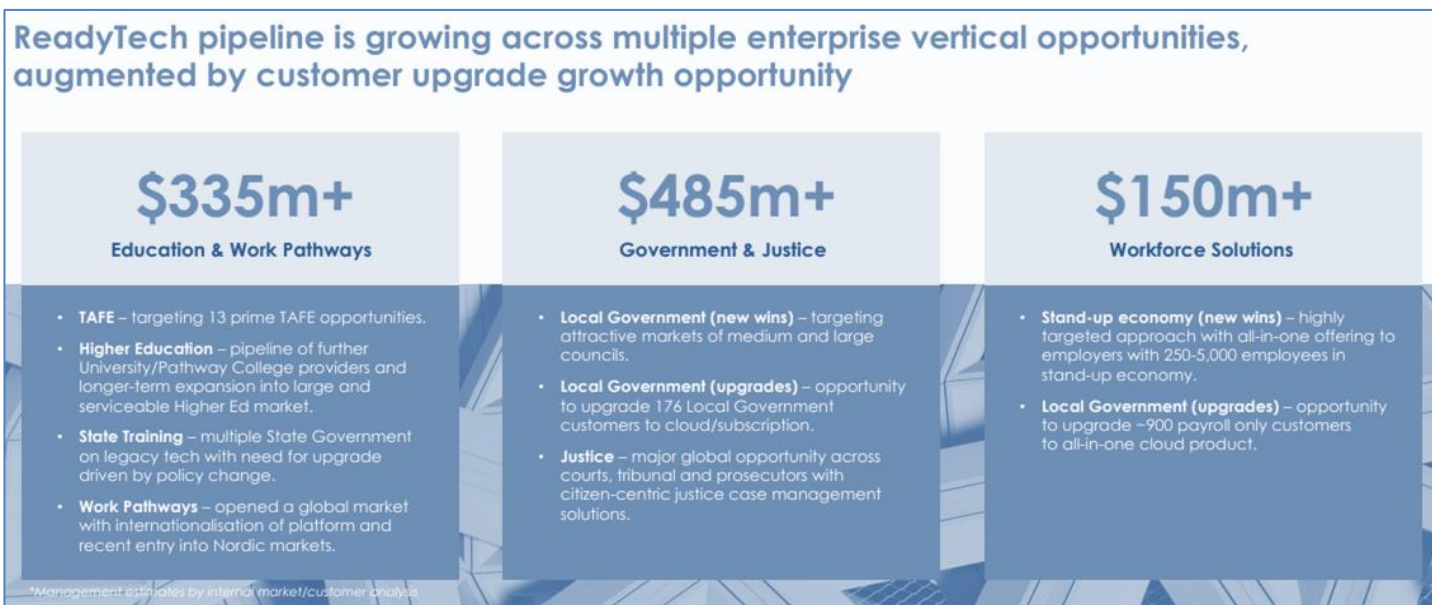 ReadyTech pipeline is growing across multiple enterprise vertical opportunities,
augmented by customer upgrade growth opportunity
$335m+
Education & Work Pathways
• TAFE – targeting 13 prime TAFE opportunities.
• Higher Education – pipeline of further
University/Pathway College providers and
longer-term expansion into large and
serviceable Higher Ed market.
• State Training – multiple State Government
on legacy tech with need for upgrade
driven by policy change.
• Work Pathways – opened a global market
with internationalisation of platform and
recent entry into Nordic markets.
$485m+
Government & Justice
• Local Government (new wins) – targeting
attractive markets of medium and large
councils.
• Local Government (upgrades) – opportunity
to upgrade 176 Local Government
customers to cloud/subscription.
• Justice – major global opportunity across
courts, tribunal and prosecutors with
citizen-centric justice case management
solutions.
$150m+
Workforce Solutions
• Stand-up economy (new wins) – highly
targeted approach with all-in-one offering to
employers with 250-5,000 employees in
stand-up economy.
• Local Government (upgrades) – opportunity
to upgrade ~900 payroll only customers
to all-in-one cloud product.
*Management estimates by internal market/customer analysis